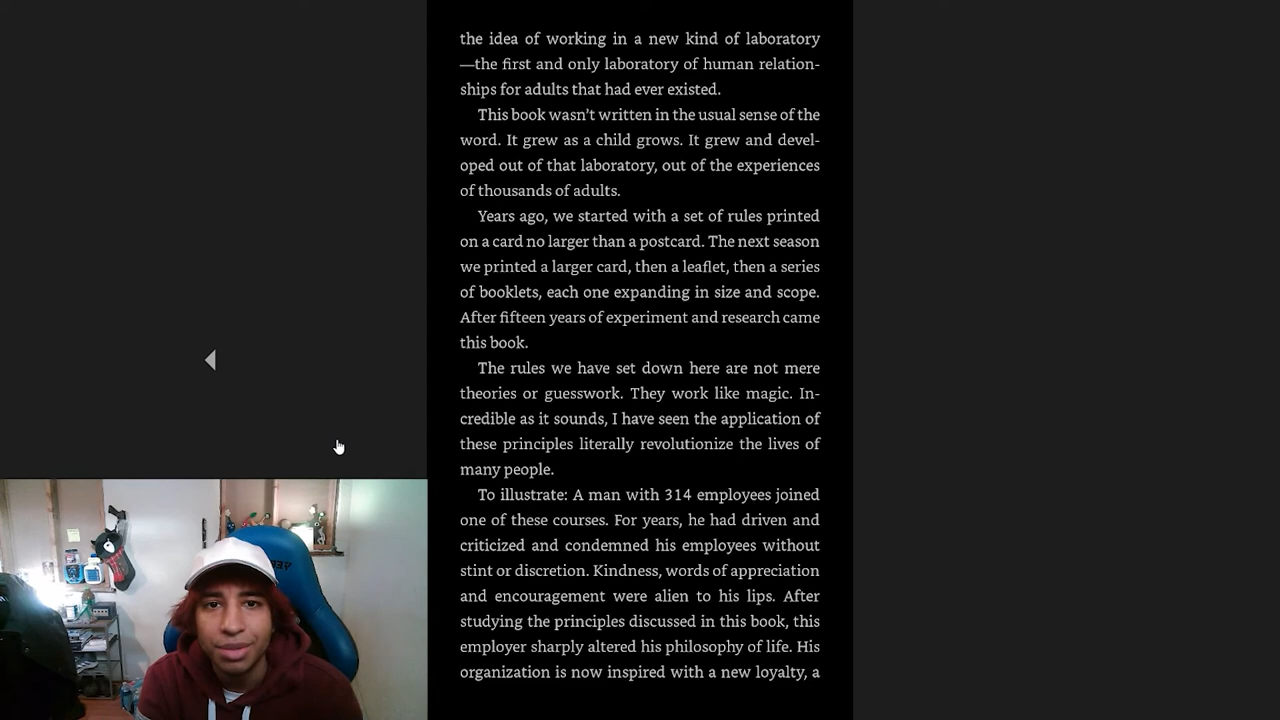 the idea of working in a new kind of laboratory
—the first and only laboratory of human relation-
ships for adults that had ever existed.
This book wasn't written in the usual sense of the
word. It grew as a child grows. It grew and devel-
oped out of that laboratory, out of the experiences
of thousands of adults.
Years ago, we started with a set of rules printed
on a card no larger than a postcard. The next season
we printed a larger card, then a leaflet, then a series
of booklets, each one expanding in size and scope.
After fifteen years of experiment and research came
this book.
The rules we have set down here are not mere
theories or guesswork. They work like magic. In-
credible as it sounds, I have seen the application of
these principles literally revolutionize the lives of
many people.
To illustrate: A man with 314 employees joined
one of these courses. For years, he had driven and
criticized and condemned his employees without
stint or discretion. Kindness, words of appreciation
and encouragement were alien to his lips. After
studying the principles discussed in this book, this
employer sharply altered his philosophy of life. His
organization is now inspired with a new loyalty, a